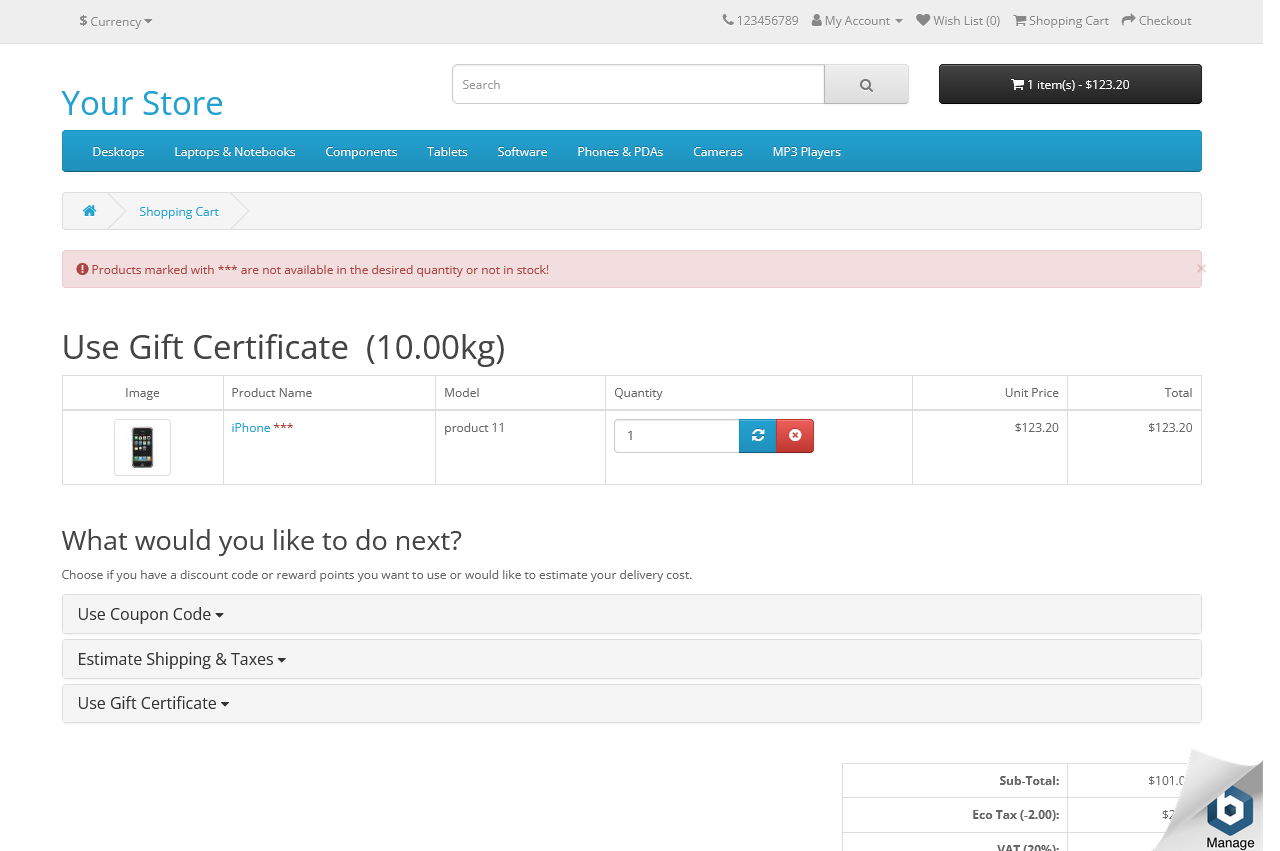 $ Currency
123456789 My Account Wish List (0) Shopping Cart Checkout
Your Store
Search
1 item(s) - $123.20
Desktops Laptops & Notebooks Components Tablets Software Phones & PDAs Cameras MP3 Players
Shopping Cart
Products marked with *** are not available in the desired quantity or not in stock!
×
Use Gift Certificate (10.00kg)
Image Product Name Model Quantity Unit Price Total
iPhone *** product 11 1 $123.20 $123.20
What would you like to do next?
Choose if you have a discount code or reward points you want to use or would like to estimate your delivery cost.
Use Coupon Code
Estimate Shipping & Taxes
Use Gift Certificate
Sub-Total:
Eco Tax (-2.00):
VAT (20%):
Manage